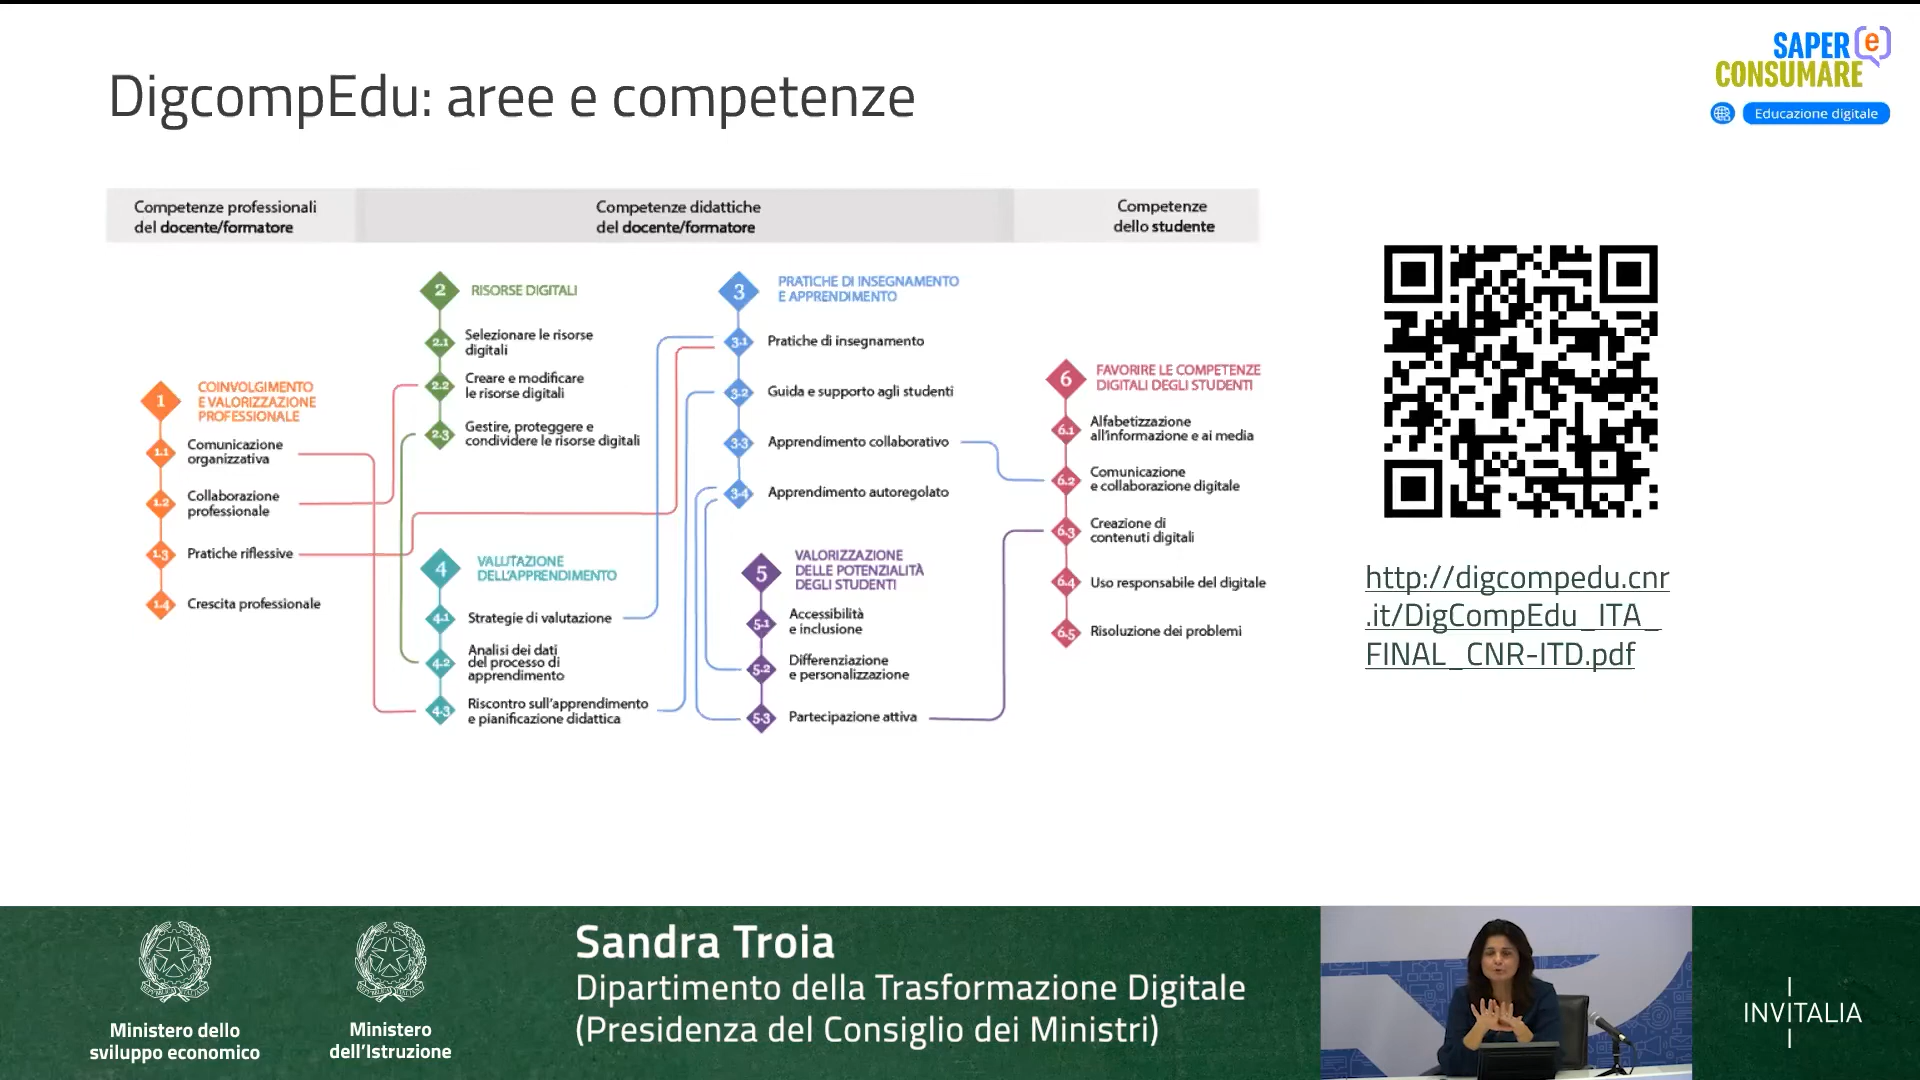 DigcompEdu: aree e competenze
SAPER e
CONSUMARE
Educazione digitale
Competenze professionali
del docente/formatore
Competenze didattiche
del docente/formatore
Competenze
dello studente
1
COINVOLGIMENTO
E VALORIZZAZIONE
PROFESSIONALE
1.1
Comunicazione
organizzativa
1.2
Collaborazione
professionale
1.3
Pratiche riflessive
1.4
Crescita professionale
2
RISORSE DIGITALI
2.1
Selezionare le risorse
digitali
2.2
Creare e modificare
le risorse digitali
2.3
Gestire, proteggere e
condividere le risorse digitali
3
PRATICHE DI INSEGNAMENTO
E APPRENDIMENTO
3.1
Pratiche di insegnamento
3.2
Guida e supporto agli studenti
3.3
Apprendimento collaborativo
3.4
Apprendimento autoregolato
4
VALUTAZIONE
DELL'APPRENDIMENTO
4.1
Strategie di valutazione
4.2
Analisi dei dati
del processo di
apprendimento
4.3
Riscontro sull'apprendimento
e pianificazione didattica
5
VALORIZZAZIONE
DELLE POTENZIALITÀ
DEGLI STUDENTI
5.1
Accessibilità
e inclusione
5.2
Differenziazione
e personalizzazione
5.3
Partecipazione attiva
6
FAVORIRE LE COMPETENZE
DIGITALI DEGLI STUDENTI
6.1
Alfabetizzazione
all'informazione e ai media
6.2
Comunicazione
e collaborazione digitale
6.3
Creazione di
contenuti digitali
6.4
Uso responsabile del digitale
6.5
Risoluzione dei problemi
http://digcompedu.cnr
.it/DigCompEdu_ITA_
FINAL_CNR-ITD.pdf
Ministero dello
sviluppo economico
Ministero
dell'Istruzione
Sandra Troia
Dipartimento della Trasformazione Digitale
(Presidenza del Consiglio dei Ministri)
INVITALIA